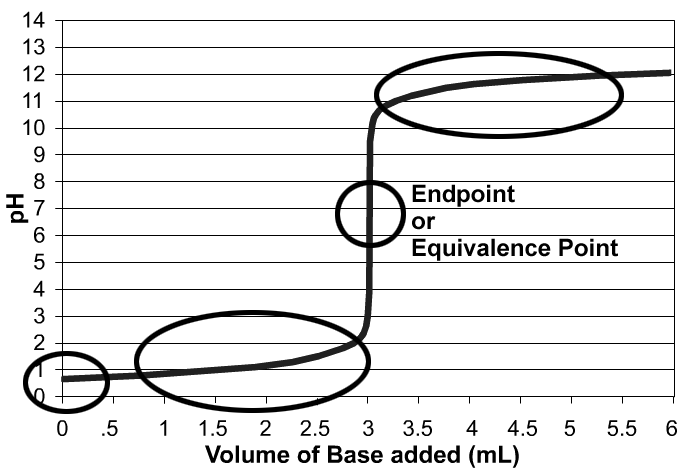 14
13
12
11
10
9
8
7
6
5
4
3
2
1
0
pH
Endpoint
or
Equivalence Point
0 .5 1 1.5 2 2.5 3 3.5 4 4.5 5 5.5 6
Volume of Base added (mL)